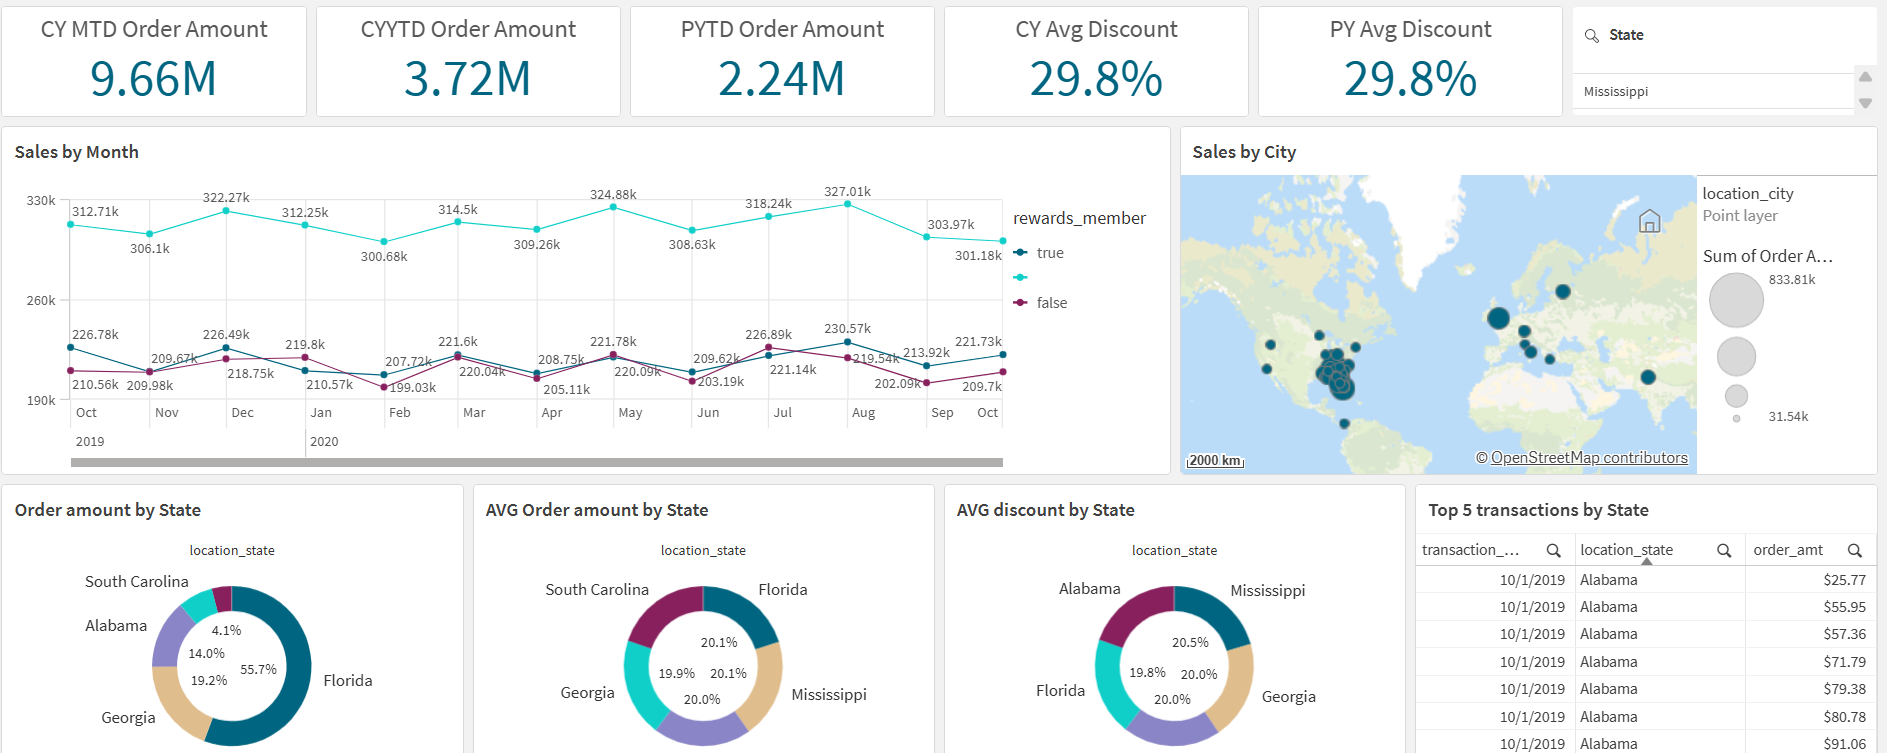 CY MTD Order Amount
9.66M
CYYTD Order Amount
3.72M
PYTD Order Amount
2.24M
CY Avg Discount
29.8%
PY Avg Discount
29.8%
State
Mississippi
Sales by Month
330k
260k
190k
312.71k
306.1k
322.27k
312.25k
300.68k
314.5k
309.26k
324.88k
308.63k
318.24k
327.01k
303.97k
301.18k
226.78k
209.67k
226.49k
219.8k
207.72k
221.6k
208.75k
221.78k
209.62k
226.89k
230.57k
213.92k
221.73k
210.56k
209.98k
218.75k
210.57k
199.03k
220.04k
205.11k
220.09k
203.19k
221.14k
219.54k
202.09k
209.7k
Oct
Nov
Dec
Jan
Feb
Mar
Apr
May
Jun
Jul
Aug
Sep
Oct
2019
2020
rewards_member
true
false
Sales by City
2000 km
© OpenStreetMap contributors
location_city
Point layer
Sum of Order A...
833.81k
31.54k
Order amount by State
location_state
South Carolina
Alabama
Georgia
Florida
4.1%
14.0%
19.2%
55.7%
AVG Order amount by State
location_state
South Carolina
Florida
Georgia
Mississippi
20.1%
19.9%
20.1%
20.0%
AVG discount by State
location_state
Alabama
Mississippi
Florida
Georgia
20.5%
19.8%
20.0%
20.0%
Top 5 transactions by State
transaction_... location_state order_amt
10/1/2019 Alabama $25.77
10/1/2019 Alabama $55.95
10/1/2019 Alabama $57.36
10/1/2019 Alabama $71.79
10/1/2019 Alabama $79.38
10/1/2019 Alabama $80.78
10/1/2019 Alabama $91.06